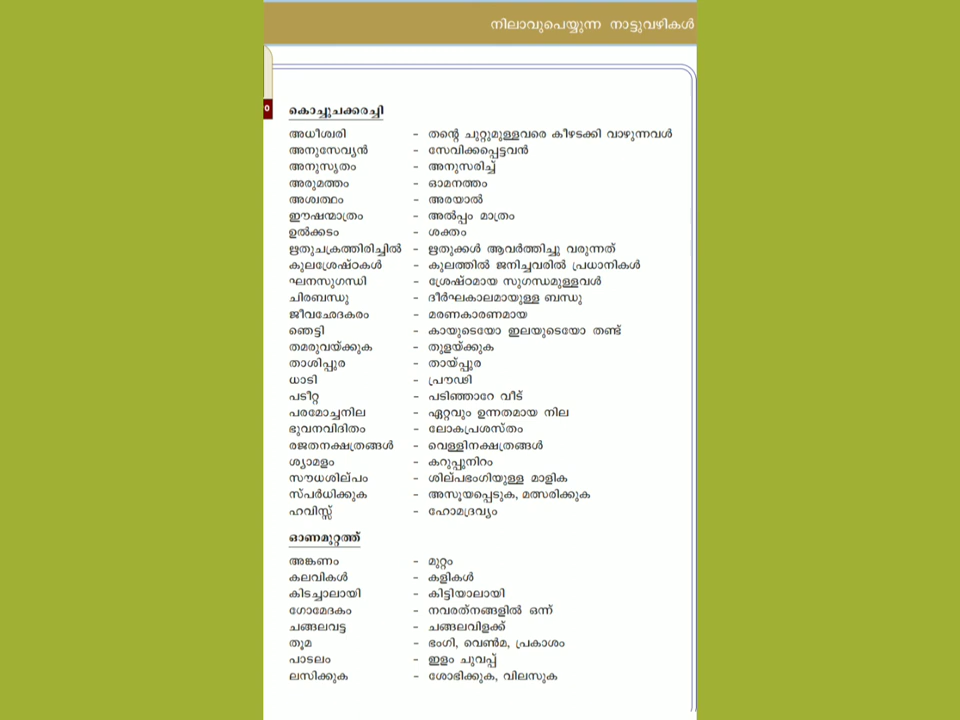 നിലാവുപെയ്യുന്ന നാട്ടുവഴികൾ
കൊച്ചുചക്കരച്ചി
അധീശ്വരി - തന്റെ ചുറ്റുമുള്ളവരെ കീഴടക്കി വാഴുന്നവൾ
അനുസേവ്യൻ - സേവിക്കപ്പെട്ടവൻ
അനുസൃതം - അനുസരിച്ച്
അരുമത്തം - ഓമനത്തം
അശ്വത്ഥം - അരയാൽ
ഈഷന്മാത്രം - അൽപ്പം മാത്രം
ഉൽക്കടം - ശക്തം
ഋതുചക്രത്തിരിച്ചിൽ - ഋതുക്കൾ ആവർത്തിച്ചു വരുന്നത്
കുലശ്രേഷ്ഠകൾ - കുലത്തിൽ ജനിച്ചവരിൽ പ്രധാനികൾ
ഘനസുഗന്ധി - ശ്രേഷ്ഠമായ സുഗന്ധമുള്ളവൾ
ചിരബന്ധു - ദീർഘകാലമായുള്ള ബന്ധു
ജീവഛേദകരം - മരണകാരണമായ
ഞെട്ടി - കായുടെയോ ഇലയുടെയോ തണ്ട്
തമരുവയ്ക്കുക - തുളയ്ക്കുക
താശിപ്പുര - തായ്പ്പുര
ധാടി - പ്രൗഢി
പടീറ്റ - പടിഞ്ഞാറേ വീട്
പരമോച്ചനില - ഏറ്റവും ഉന്നതമായ നില
ഭുവനവിദിതം - ലോകപ്രശസ്തം
രജതനക്ഷത്രങ്ങൾ - വെള്ളിനക്ഷത്രങ്ങൾ
ശ്യാമളം - കറുപ്പുനിറം
സൗധശില്പം - ശില്പഭംഗിയുള്ള മാളിക
സ്പർധിക്കുക - അസൂയപ്പെടുക, മത്സരിക്കുക
ഹവിസ്സ് - ഹോമദ്രവ്യം
ഓണമുറ്റത്ത്
അങ്കണം - മുറ്റം
കലവികൾ - കളികൾ
കിടച്ചാലായി - കിട്ടിയാലായി
ഗോമേദകം - നവരത്നങ്ങളിൽ ഒന്ന്
ചങ്ങലവട്ട - ചങ്ങലവിളക്ക്
തൂമ - ഭംഗി, വെൺമ, പ്രകാശം
പാടലം - ഇളം ചുവപ്പ്
ലസിക്കുക - ശോഭിക്കുക, വിലസുക